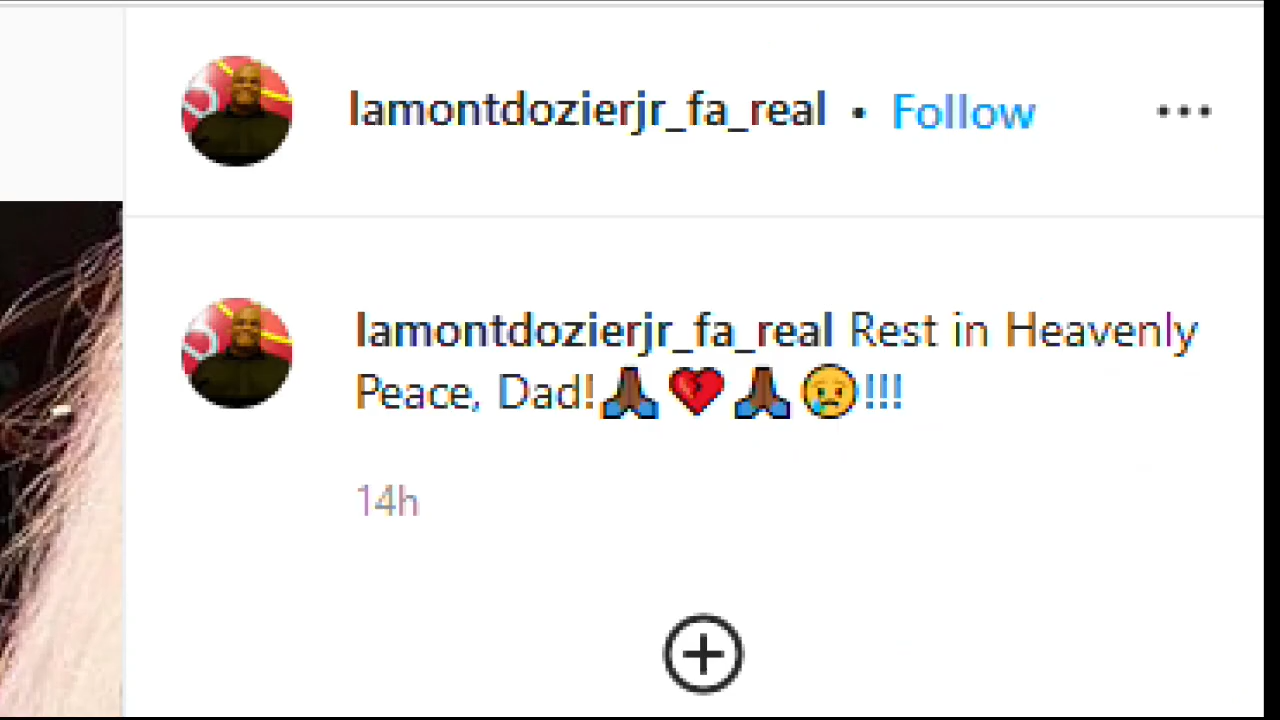 lamontdozierjr_fa_real • Follow •••
lamontdozierjr_fa_real Rest in Heavenly
Peace, Dad!🙏🏾💔🙏🏾😢!!!
14h